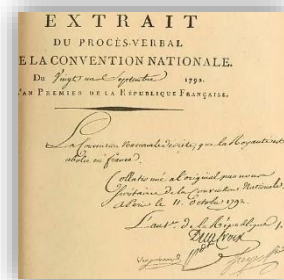 EXTRAIT
DU PROCÈS-VERBAL
E LA CONVENTION NATIONALE.
Du Vingt un Septembre 1792.
L'AN PREMIER DE LA RÉPUBLIQUE FRANÇAISE.
La Convention Nationale décrète, que la Royauté est
abolie en france.
Collationné à l'original par nous
Secrétaire de la Convention Nationale
à Paris le 11. Octobre 1792.
L'an 1er. de la République
Ducroix